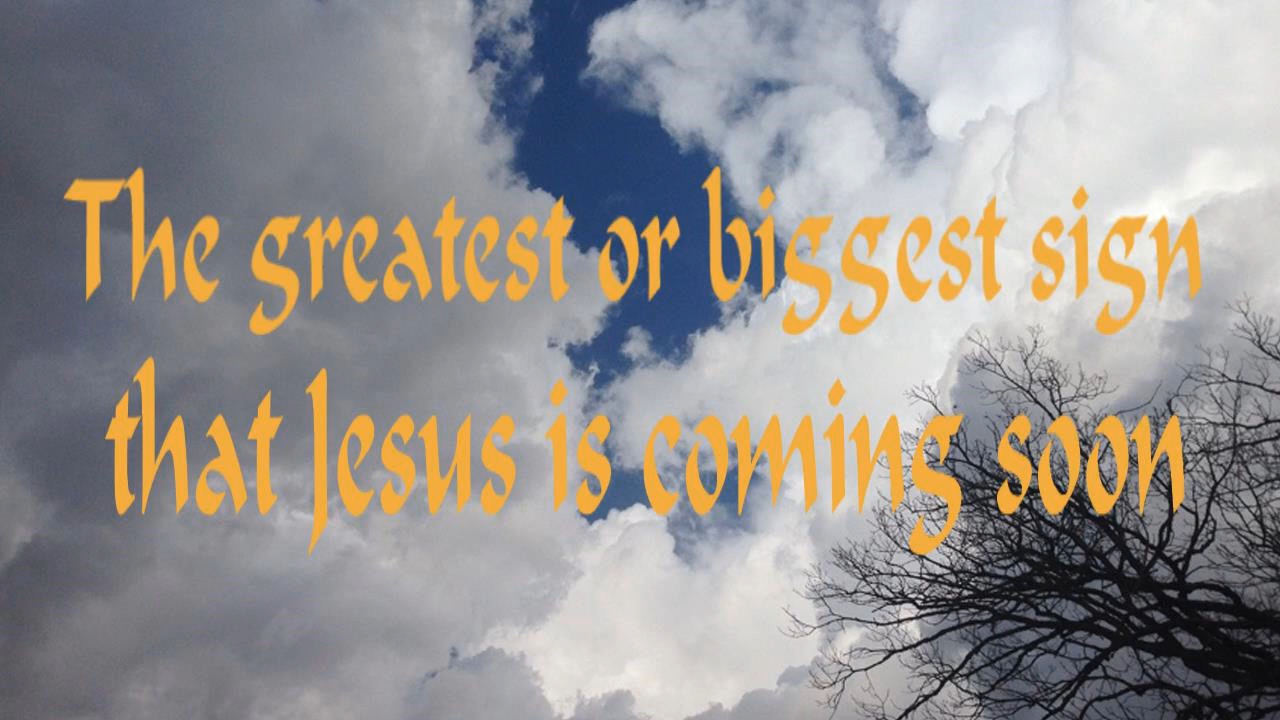 The greatest or biggest sign
that Jesus is coming soon